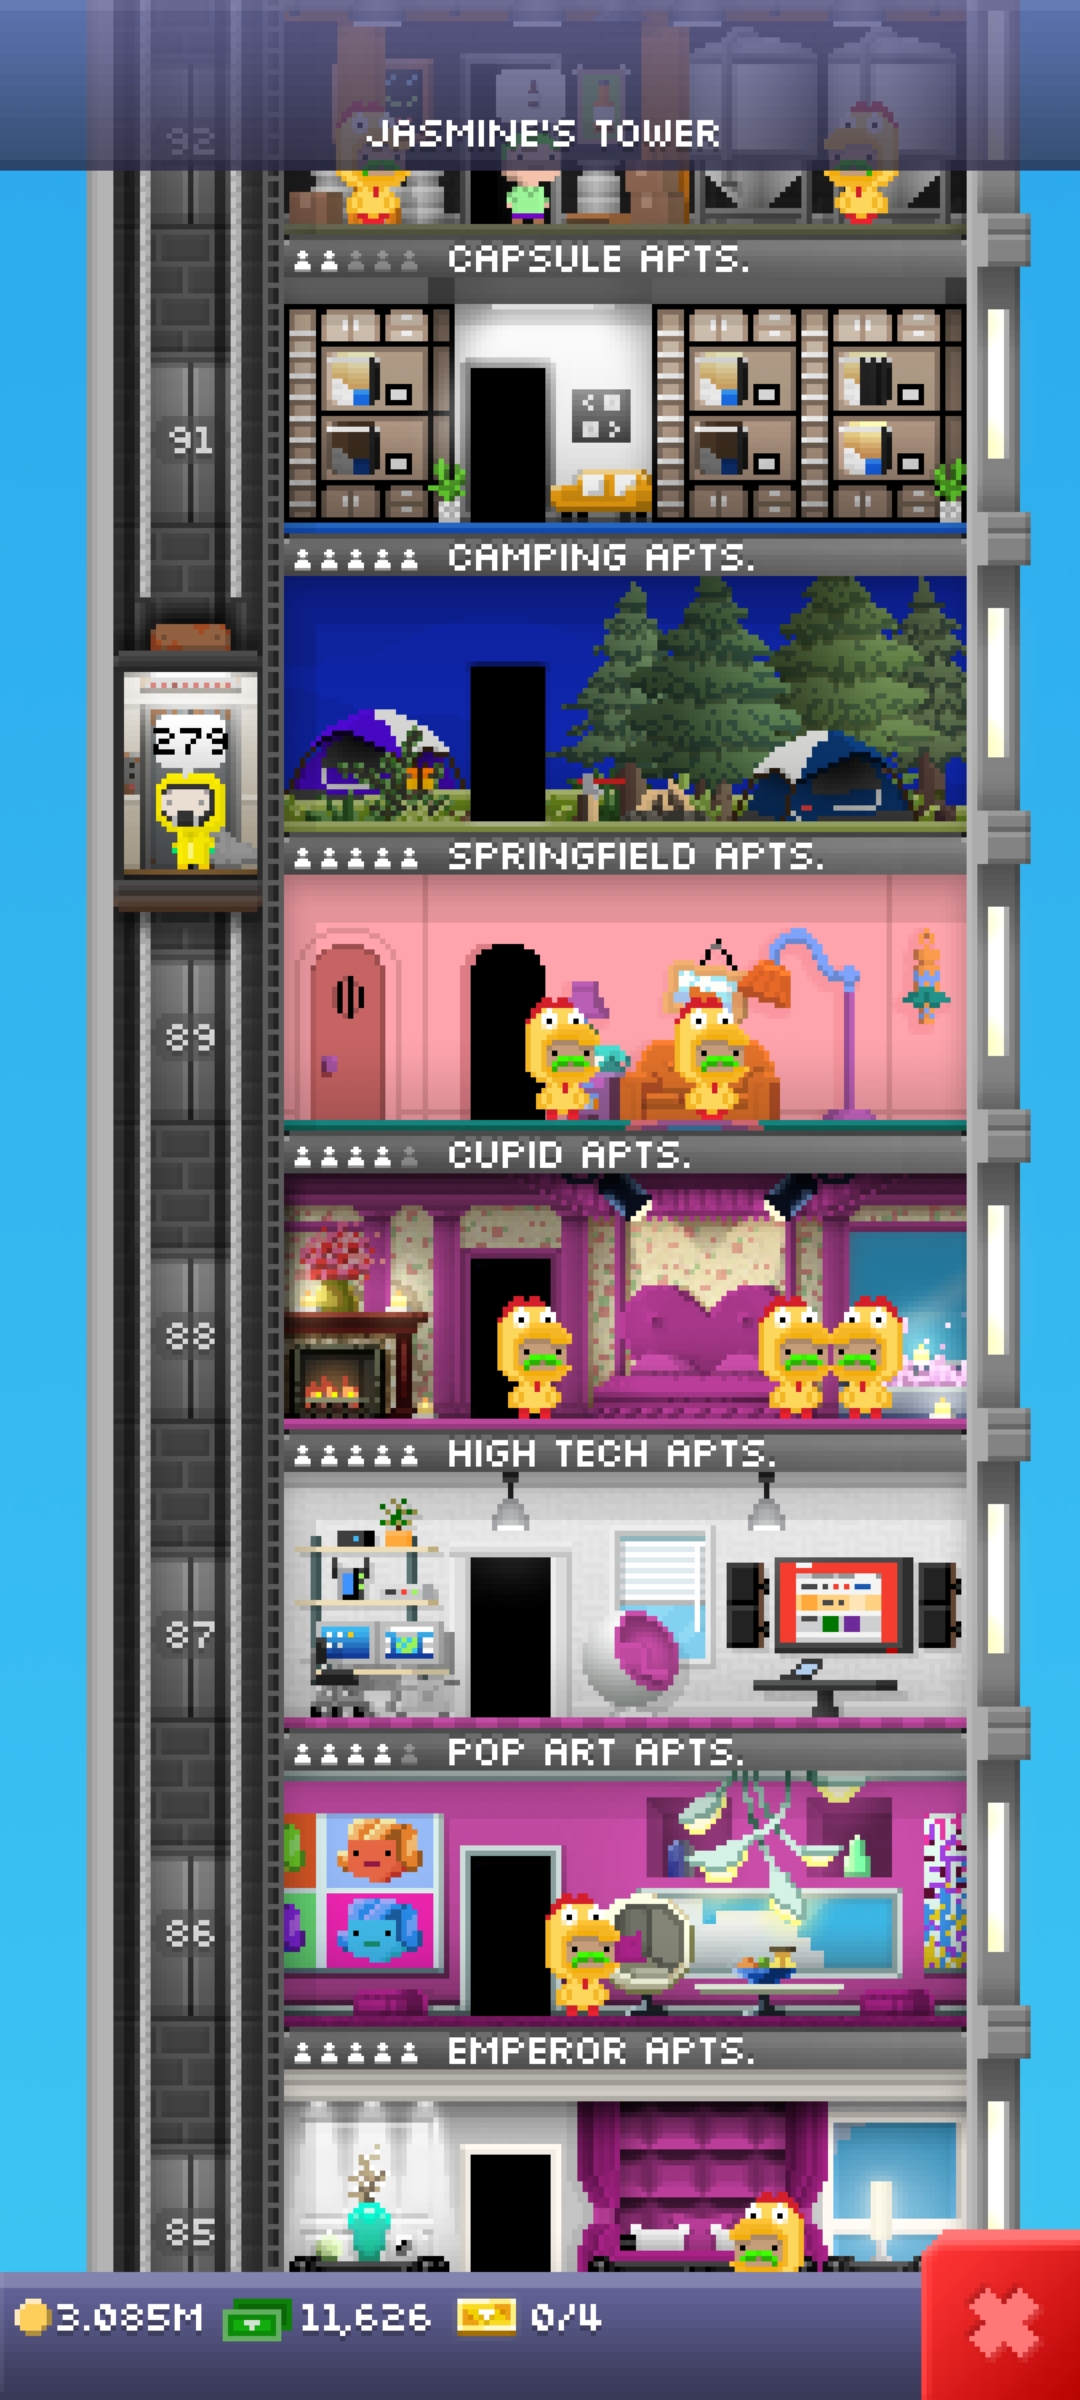 92
JASMINE'S TOWER
CAPSULE APTS.
91
CAMPING APTS.
279
SPRINGFIELD APTS.
89
CUPID APTS.
88
HIGH TECH APTS.
87
POP ART APTS.
86
EMPEROR APTS.
85
3.085M 11,626 0/4